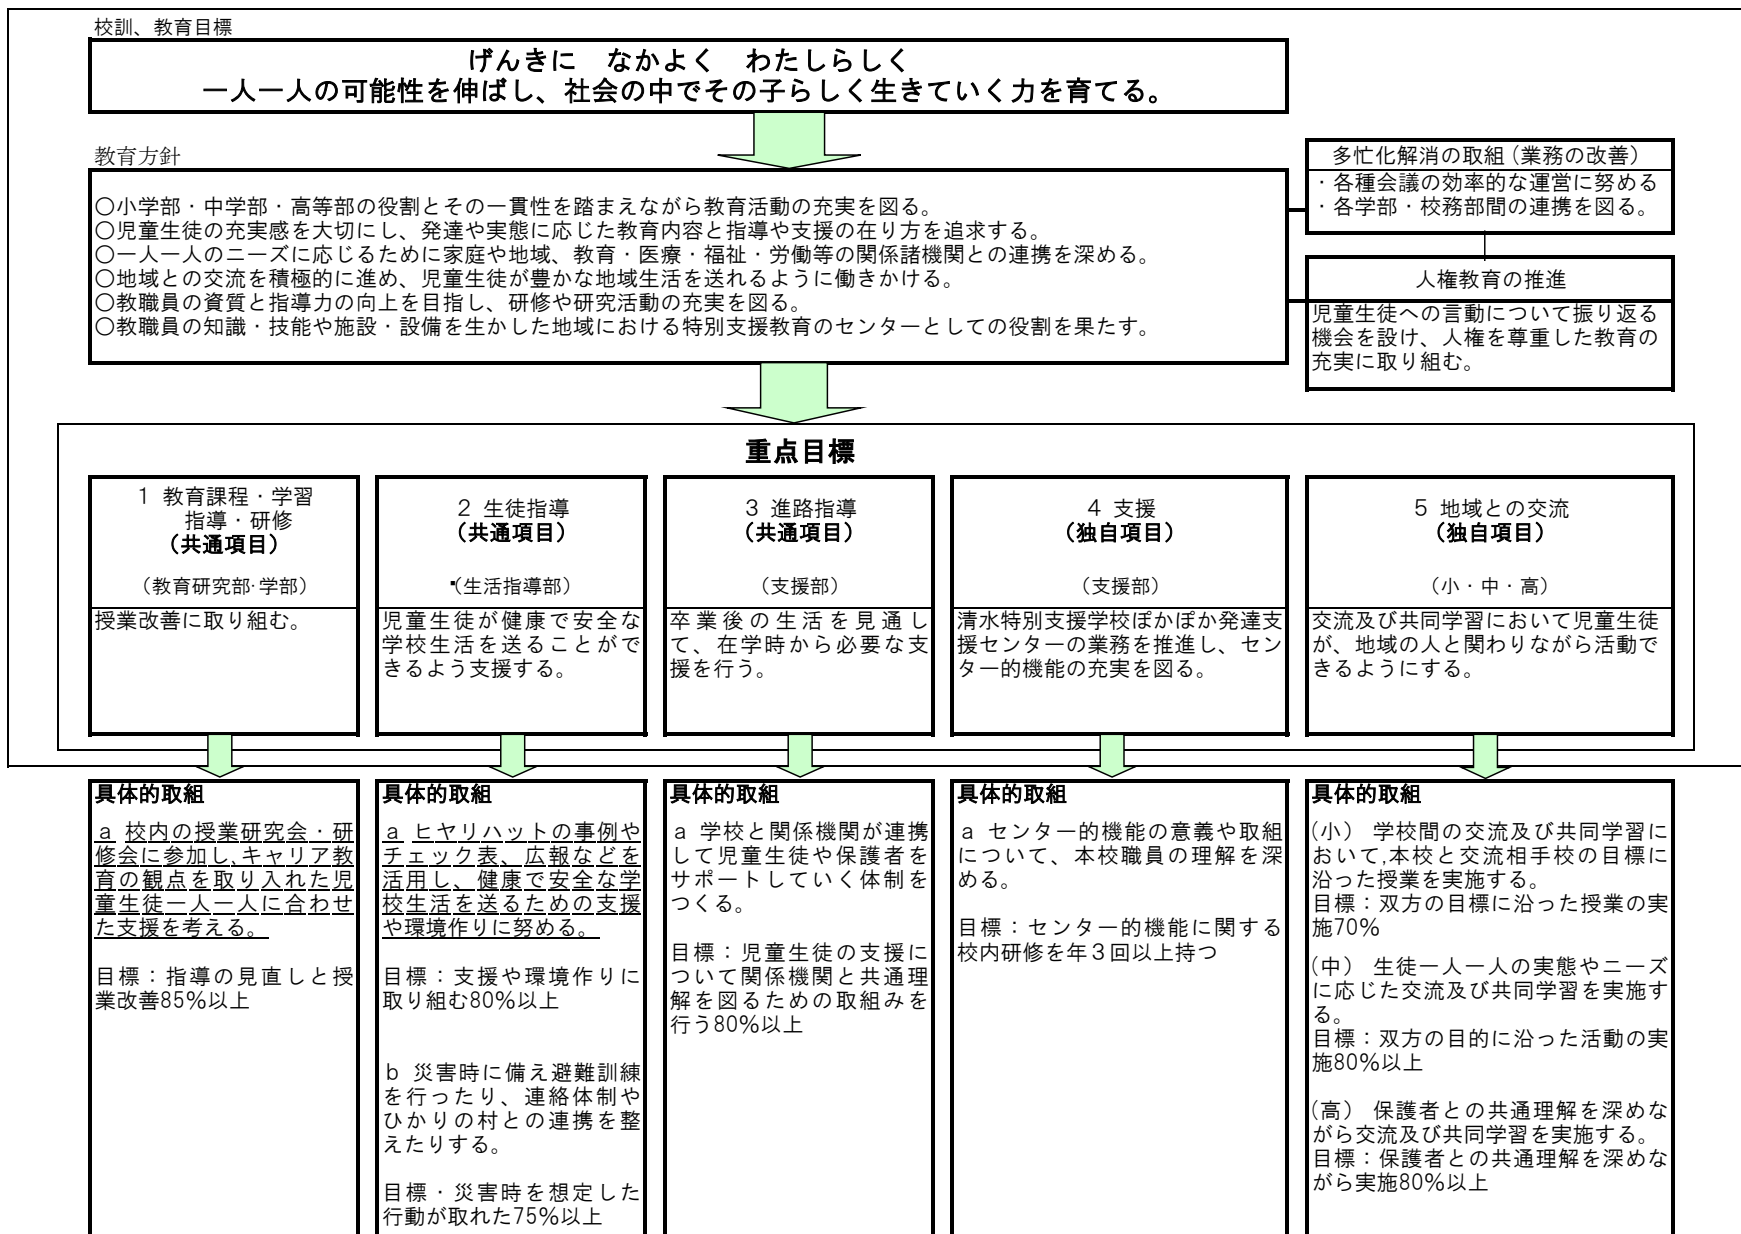 校訓、教育目標
げんきに　なかよく　わたしらしく
一人一人の可能性を伸ばし、社会の中でその子らしく生きていく力を育てる。
教育方針
○小学部・中学部・高等部の役割とその一貫性を踏まえながら教育活動の充実を図る。
○児童生徒の充実感を大切にし、発達や実態に応じた教育内容と指導や支援の在り方を追求する。
○一人一人のニーズに応じるために家庭や地域、教育・医療・福祉・労働等の関係諸機関との連携を深める。
○地域との交流を積極的に進め、児童生徒が豊かな地域生活を送れるように働きかける。
○教職員の資質と指導力の向上を目指し、研修や研究活動の充実を図る。
○教職員の知識・技能や施設・設備を生かした地域における特別支援教育のセンターとしての役割を果たす。
多忙化解消の取組（業務の改善）
・各種会議の効率的な運営に努める
・各学部・校務部間の連携を図る。
人権教育の推進
児童生徒への言動について振り返る
機会を設け、人権を尊重した教育の
充実に取り組む。
重点目標
１ 教育課程・学習
指導・研修
（共通項目）
（教育研究部・学部）
授業改善に取り組む。
２ 生徒指導
（共通項目）
（生活指導部）
児童生徒が健康で安全な
学校生活を送ることがで
きるよう支援する。
３ 進路指導
（共通項目）
（支援部）
卒業後の生活を見通し
て、在学時から必要な支
援を行う。
４ 支援
（独自項目）
（支援部）
清水特別支援学校ぽかぽか発達支
援センターの業務を推進し、セン
ター的機能の充実を図る。
５ 地域との交流
（独自項目）
（小・中・高）
交流及び共同学習において児童生徒
が、地域の人と関わりながら活動で
きるようにする。
具体的取組
ａ 校内の授業研究会・研
修会に参加し,キャリア教
育の観点を取り入れた児
童生徒一人一人に合わせ
た支援を考える。
目標：指導の見直しと授
業改善85％以上
具体的取組
ａ ヒヤリハットの事例や
チェック表、広報などを
活用し、健康で安全な学
校生活を送るための支援
や環境作りに努める。
目標：支援や環境作りに
取り組む80％以上
ｂ 災害時に備え避難訓練
を行ったり、連絡体制や
ひかりの村との連携を整
えたりする。
目標・災害時を想定した
行動が取れた75％以上
具体的取組
ａ 学校と関係機関が連携
して児童生徒や保護者を
サポートしていく体制を
つくる。
目標：児童生徒の支援に
ついて関係機関と共通理
解を図るための取組みを
行う80％以上
具体的取組
ａ センター的機能の意義や取組
について、本校職員の理解を深
める。
目標：センター的機能に関する
校内研修を年３回以上持つ
具体的取組
(小） 学校間の交流及び共同学習に
おいて,本校と交流相手校の目標に
沿った授業を実施する。
目標：双方の目標に沿った授業の実
施70％
(中） 生徒一人一人の実態やニーズ
に応じた交流及び共同学習を実施す
る。
目標：双方の目的に沿った活動の実
施80％以上
(高） 保護者との共通理解を深めな
がら交流及び共同学習を実施する。
目標：保護者との共通理解を深めな
がら実施80％以上